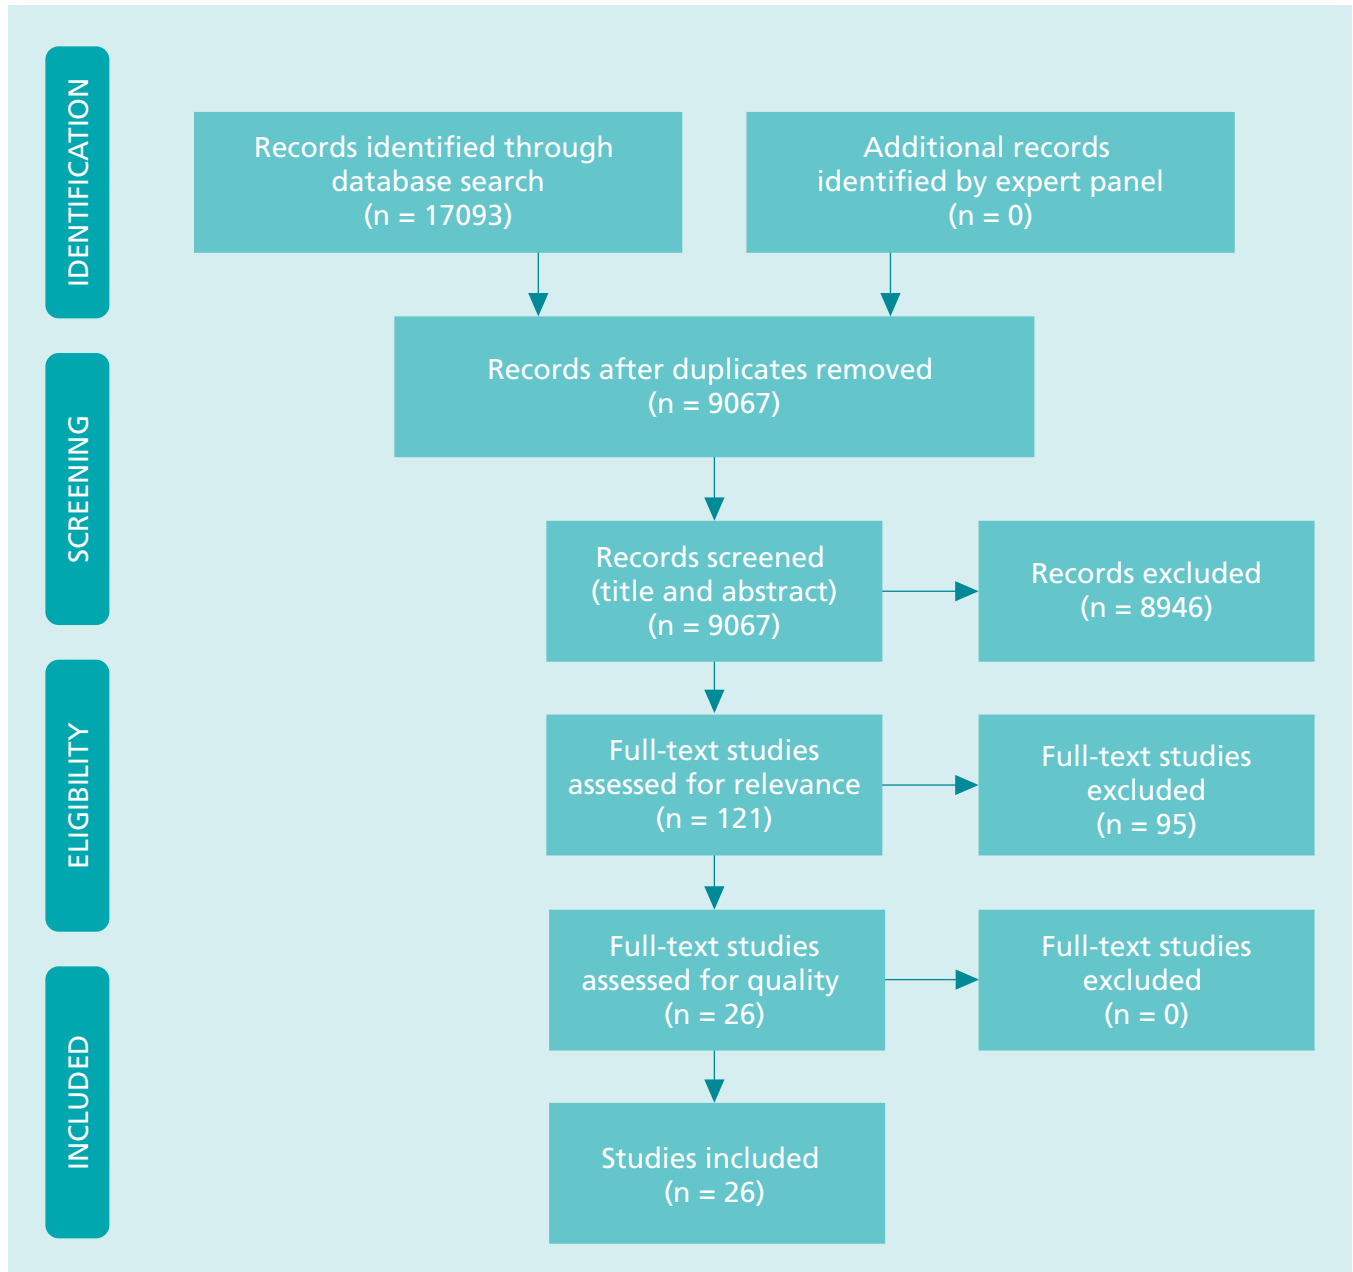 IDENTIFICATION
Records identified through
database search
(n = 17093)
Additional records
identified by expert panel
(n = 0)
SCREENING
Records after duplicates removed
(n = 9067)
Records screened
(title and abstract)
(n = 9067)
Records excluded
(n = 8946)
ELIGIBILITY
Full-text studies
assessed for relevance
(n = 121)
Full-text studies
excluded
(n = 95)
Full-text studies
assessed for quality
(n = 26)
Full-text studies
excluded
(n = 0)
INCLUDED
Studies included
(n = 26)